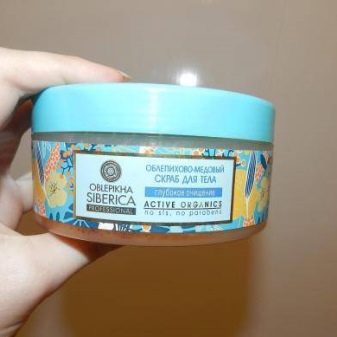 OBLEPIKHA
SIBERICA
PROFESSIONAL
ОБЛЕПИХОВО-МЕДОВЫЙ
СКРАБ ДЛЯ ТЕЛА
глубокое очищение
ACTIVE ORGANICS
no sls, no parabens